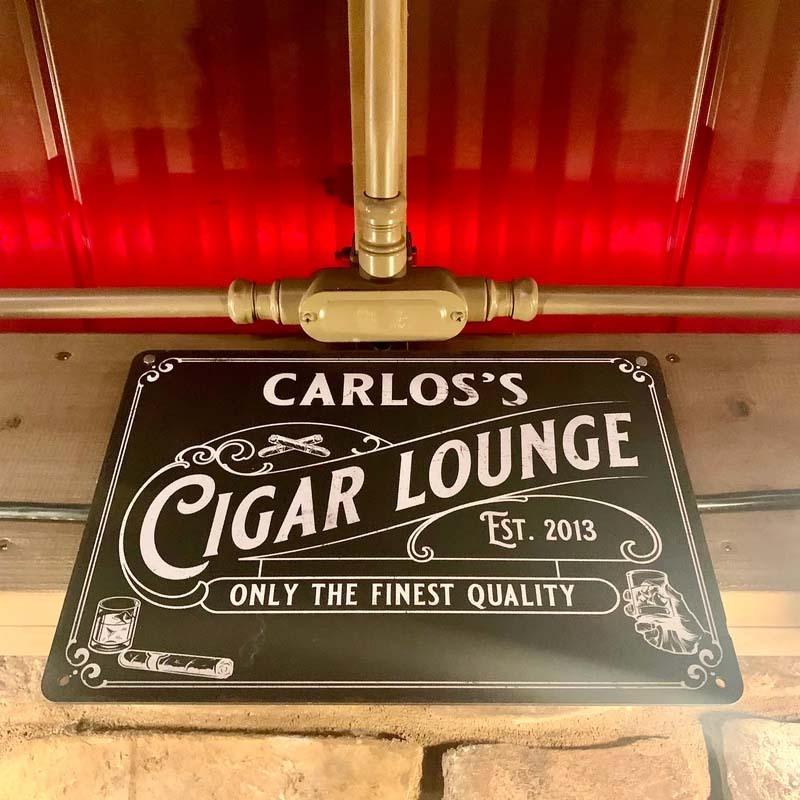 CARLOS'S
CIGAR LOUNGE
EST. 2013
ONLY THE FINEST QUALITY